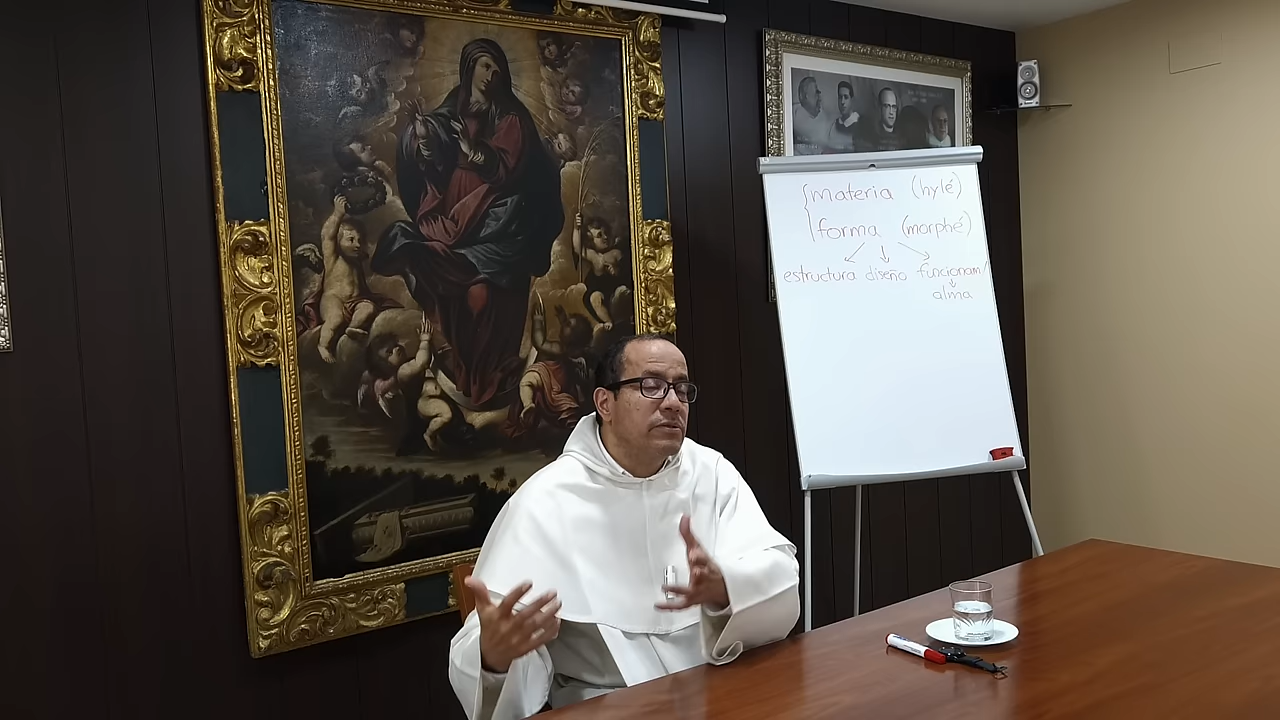 materia (hylé)
forma (morphé)
estructura diseño funcionam/
alma